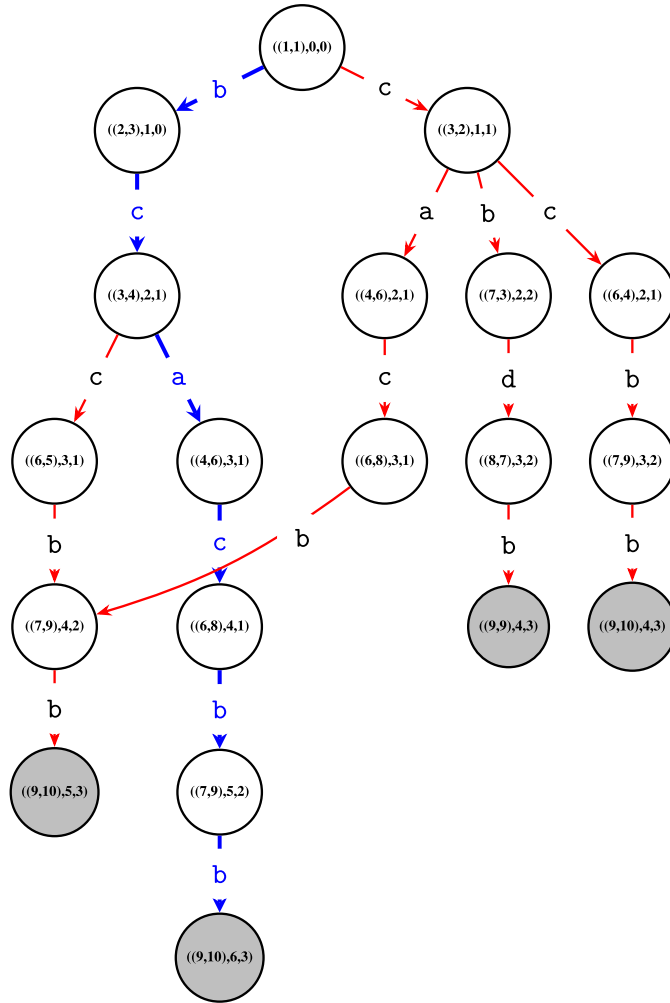 ((1,1),0,0)
b
c
((2,3),1,0)
((3,2),1,1)
c
a
b
c
((3,4),2,1)
((4,6),2,1)
((7,3),2,2)
((6,4),2,1)
c
a
c
d
b
((6,5),3,1)
((4,6),3,1)
((6,8),3,1)
((8,7),3,2)
((7,9),3,2)
b
c
b
b
b
((7,9),4,2)
((6,8),4,1)
((9,9),4,3)
((9,10),4,3)
b
b
((9,10),5,3)
((7,9),5,2)
b
((9,10),6,3)